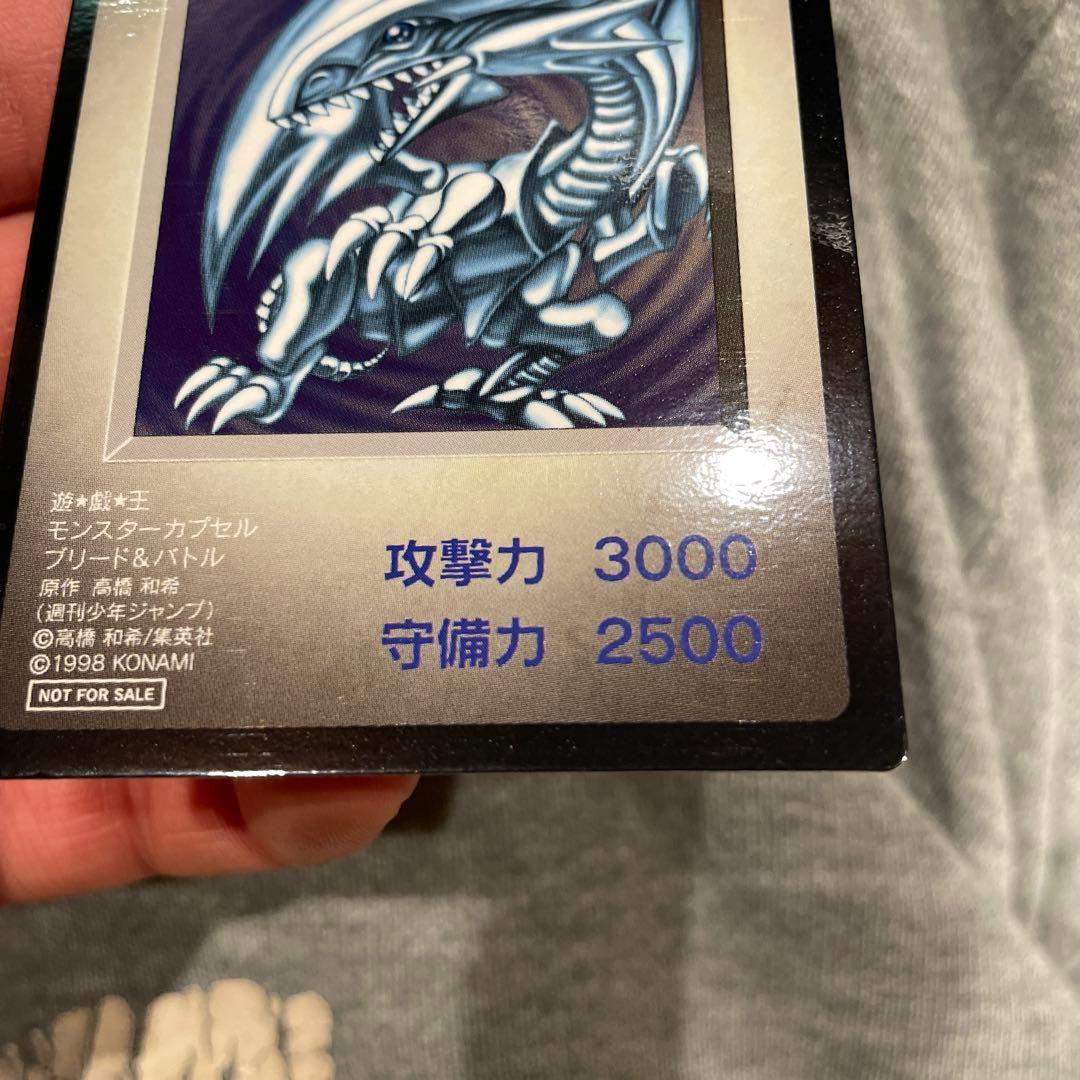 遊★戯★王
モンスターカプセル
ブリード&バトル
原作 高橋 和希
(週刊少年ジャンプ)
©高橋 和希/集英社
©1998 KONAMI
NOT FOR SALE
攻撃力 3000
守備力 2500